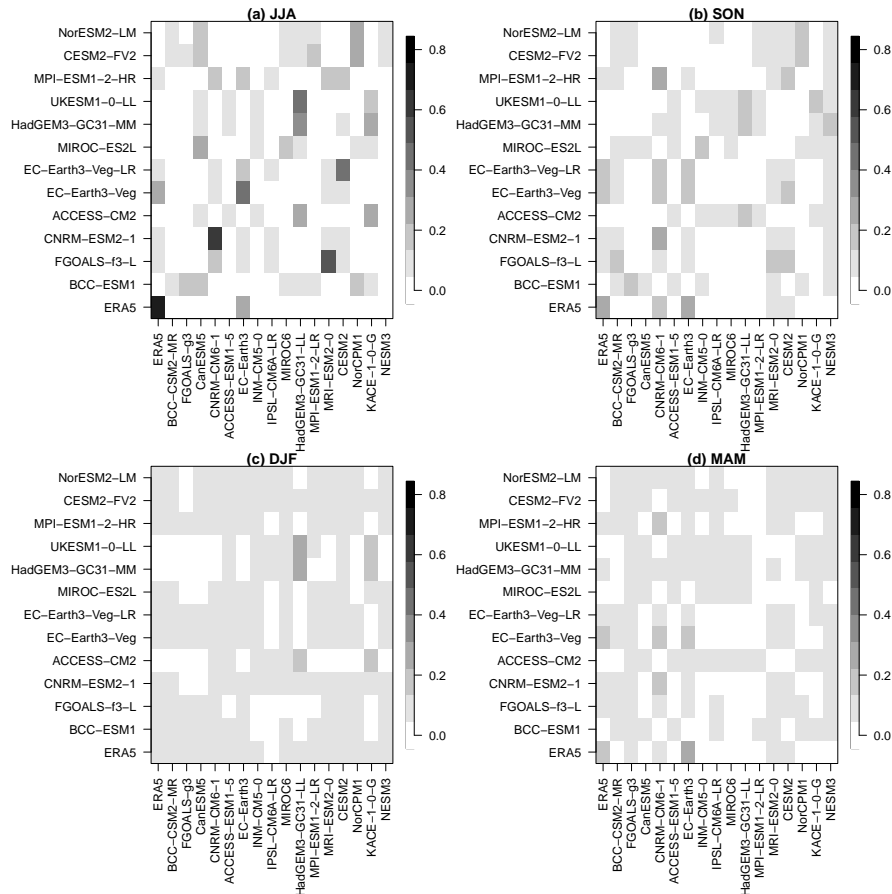 (a) JJA
NorESM2−LM
CESM2−FV2
MPI−ESM1−2−HR
UKESM1−0−LL
HadGEM3−GC31−MM
MIROC−ES2L
EC−Earth3−Veg−LR
EC−Earth3−Veg
ACCESS−CM2
CNRM−ESM2−1
FGOALS−f3−L
BCC−ESM1
ERA5
ERA5
BCC−CSM2−MR
FGOALS−g3
CanESM5
CNRM−CM6−1
ACCESS−ESM1−5
EC−Earth3
INM−CM5−0
IPSL−CM6A−LR
MIROC6
HadGEM3−GC31−LL
MPI−ESM1−2−LR
MRI−ESM2−0
CESM2
NorCPM1
KACE−1−0−G
NESM3
0.8
0.6
0.4
0.2
0.0
(b) SON
NorESM2−LM
CESM2−FV2
MPI−ESM1−2−HR
UKESM1−0−LL
HadGEM3−GC31−MM
MIROC−ES2L
EC−Earth3−Veg−LR
EC−Earth3−Veg
ACCESS−CM2
CNRM−ESM2−1
FGOALS−f3−L
BCC−ESM1
ERA5
ERA5
BCC−CSM2−MR
FGOALS−g3
CanESM5
CNRM−CM6−1
ACCESS−ESM1−5
EC−Earth3
INM−CM5−0
IPSL−CM6A−LR
MIROC6
HadGEM3−GC31−LL
MPI−ESM1−2−LR
MRI−ESM2−0
CESM2
NorCPM1
KACE−1−0−G
NESM3
0.8
0.6
0.4
0.2
0.0
(c) DJF
NorESM2−LM
CESM2−FV2
MPI−ESM1−2−HR
UKESM1−0−LL
HadGEM3−GC31−MM
MIROC−ES2L
EC−Earth3−Veg−LR
EC−Earth3−Veg
ACCESS−CM2
CNRM−ESM2−1
FGOALS−f3−L
BCC−ESM1
ERA5
ERA5
BCC−CSM2−MR
FGOALS−g3
CanESM5
CNRM−CM6−1
ACCESS−ESM1−5
EC−Earth3
INM−CM5−0
IPSL−CM6A−LR
MIROC6
HadGEM3−GC31−LL
MPI−ESM1−2−LR
MRI−ESM2−0
CESM2
NorCPM1
KACE−1−0−G
NESM3
0.8
0.6
0.4
0.2
0.0
(d) MAM
NorESM2−LM
CESM2−FV2
MPI−ESM1−2−HR
UKESM1−0−LL
HadGEM3−GC31−MM
MIROC−ES2L
EC−Earth3−Veg−LR
EC−Earth3−Veg
ACCESS−CM2
CNRM−ESM2−1
FGOALS−f3−L
BCC−ESM1
ERA5
ERA5
BCC−CSM2−MR
FGOALS−g3
CanESM5
CNRM−CM6−1
ACCESS−ESM1−5
EC−Earth3
INM−CM5−0
IPSL−CM6A−LR
MIROC6
HadGEM3−GC31−LL
MPI−ESM1−2−LR
MRI−ESM2−0
CESM2
NorCPM1
KACE−1−0−G
NESM3
0.8
0.6
0.4
0.2
0.0